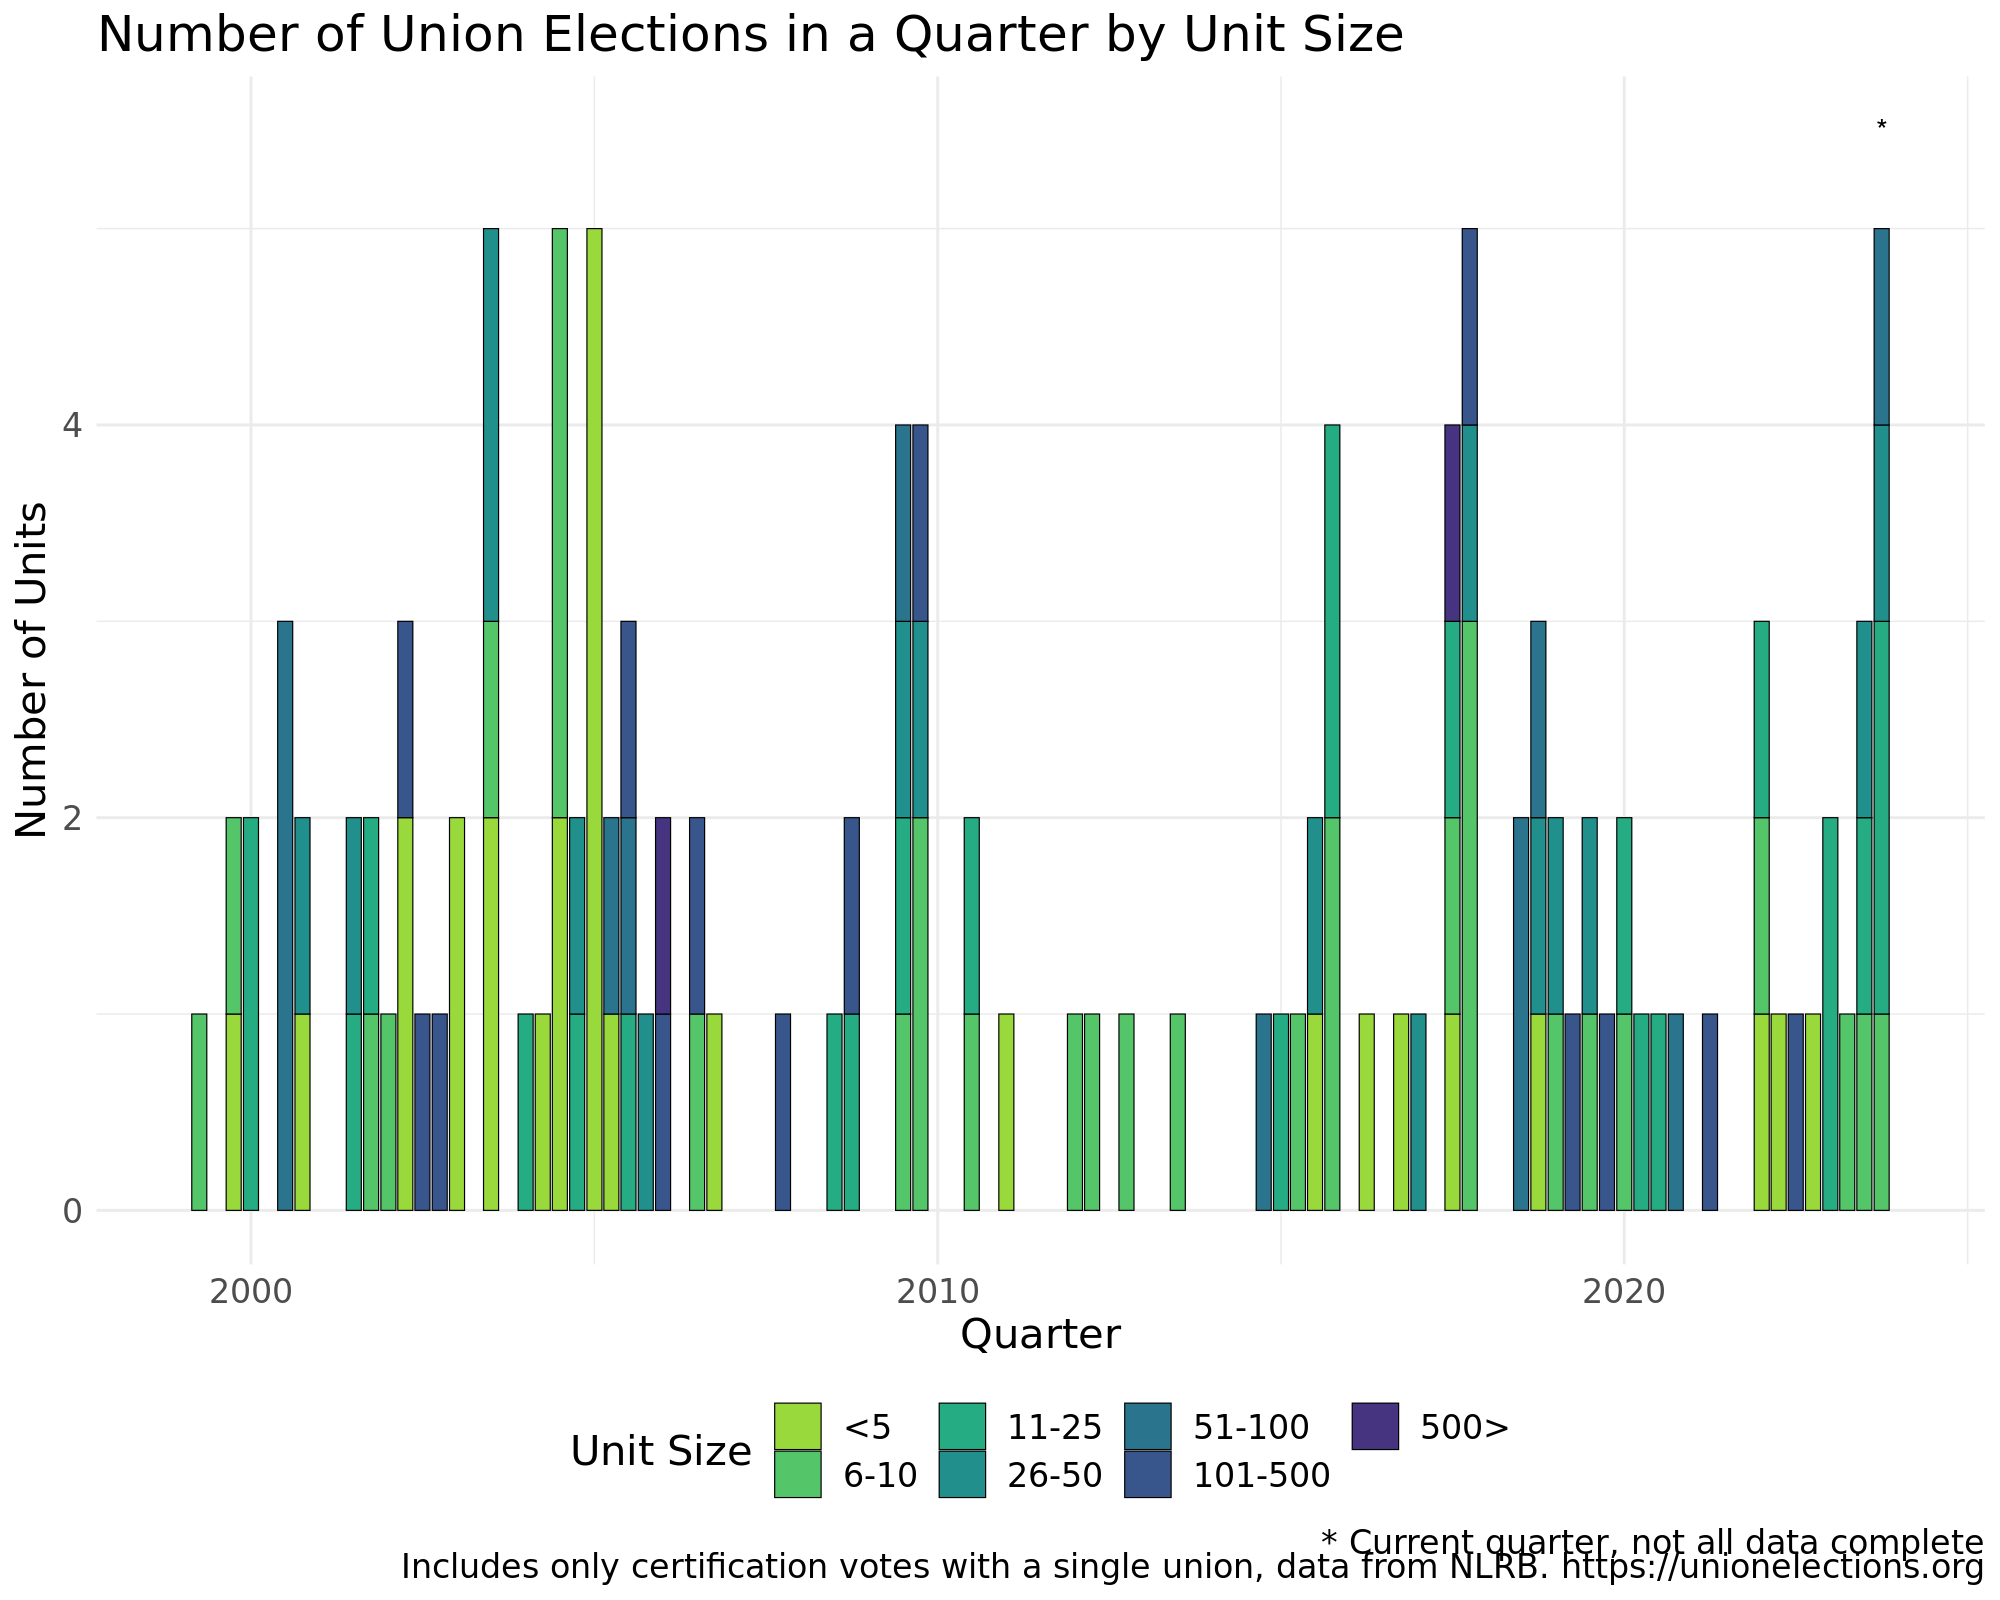 Number of Union Elections in a Quarter by Unit Size
*
4
2
0
Number of Units
2000 2010 2020
Quarter
Unit Size
<5 11-25 51-100 500>
6-10 26-50 101-500
* Current quarter, not all data complete
Includes only certification votes with a single union, data from NLRB. https://unionelections.org